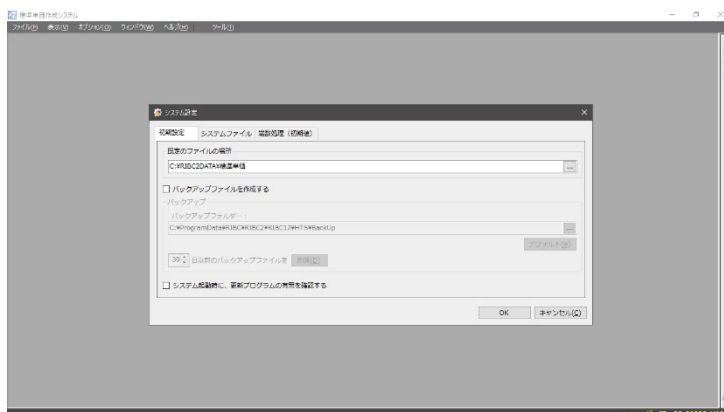 標準単価作成システム
ファイル(F) 表示(V) オプション(O) ウィンドウ(W) ヘルプ(H) ツール(T)
システム設定
初期設定 システムファイル 端数処理(初期値)
既定のファイルの場所
C:¥RIBC2DATA¥標準単価
...
バックアップファイルを作成する
バックアップ
バックアップフォルダー:
C:¥ProgramData¥RIBC¥RIBC2¥RIBC12¥HTS¥BackUp
...
デフォルト(R)
30 日以前のバックアップファイルを 削除(D)
システム起動時に、更新プログラムの有無を確認する
OK キャンセル(C)